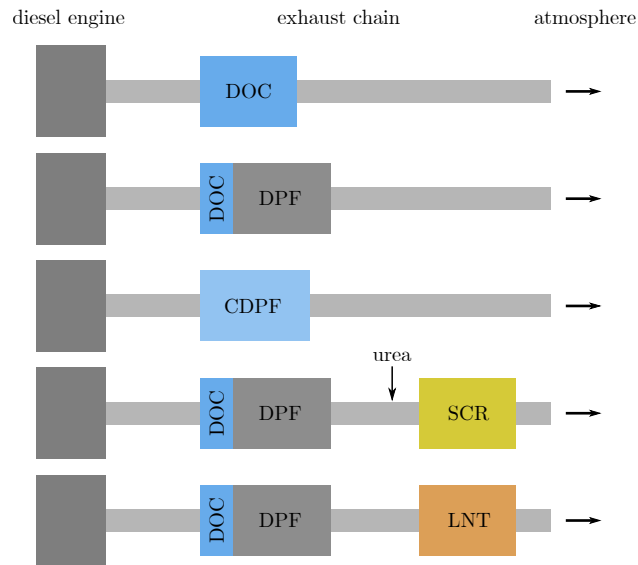 diesel engine
exhaust chain
atmosphere
DOC
DOC
DPF
CDPF
urea
DOC
DPF
SCR
DOC
DPF
LNT